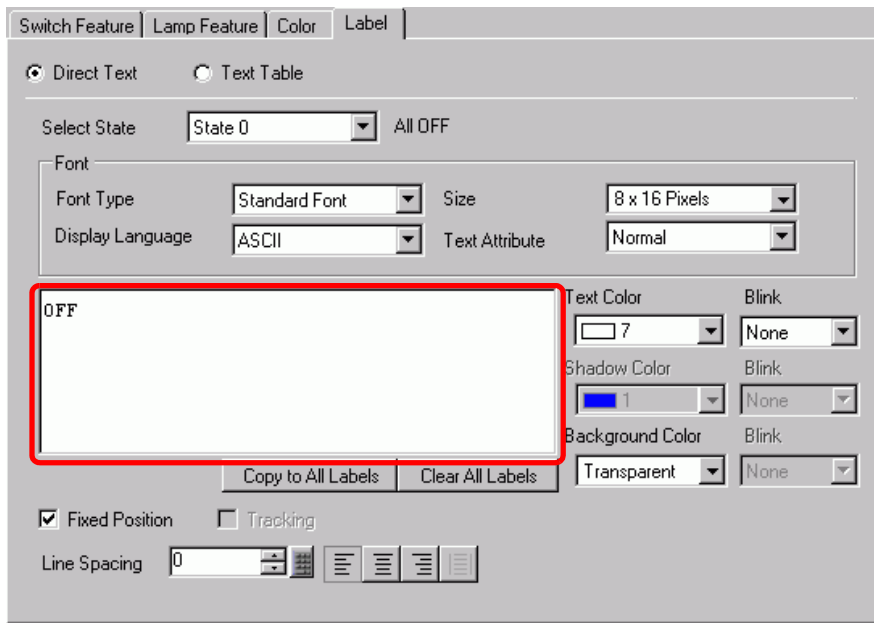 Switch Feature Lamp Feature Color Label
Direct Text Text Table
Select State State 0 All OFF
Font
Font Type Standard Font Size 8 x 16 Pixels
Display Language ASCII Text Attribute Normal
OFF
Text Color Blink
7 None
Shadow Color Blink
1 None
Background Color Blink
Transparent None
Copy to All Labels Clear All Labels
Fixed Position Tracking
Line Spacing 0